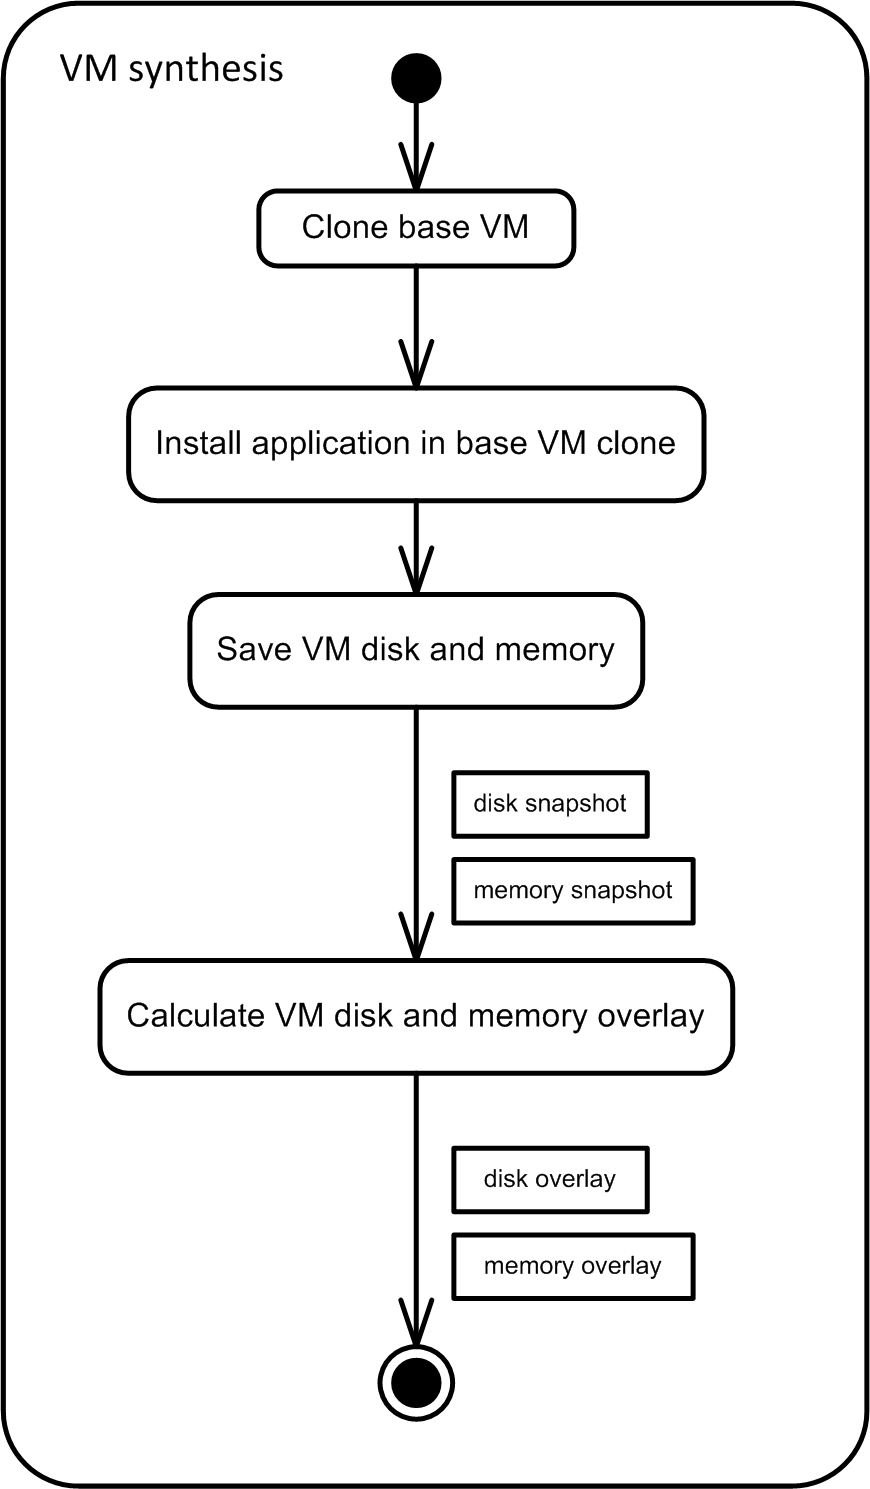 VM synthesis
Clone base VM
Install application in base VM clone
Save VM disk and memory
disk snapshot
memory snapshot
Calculate VM disk and memory overlay
disk overlay
memory overlay